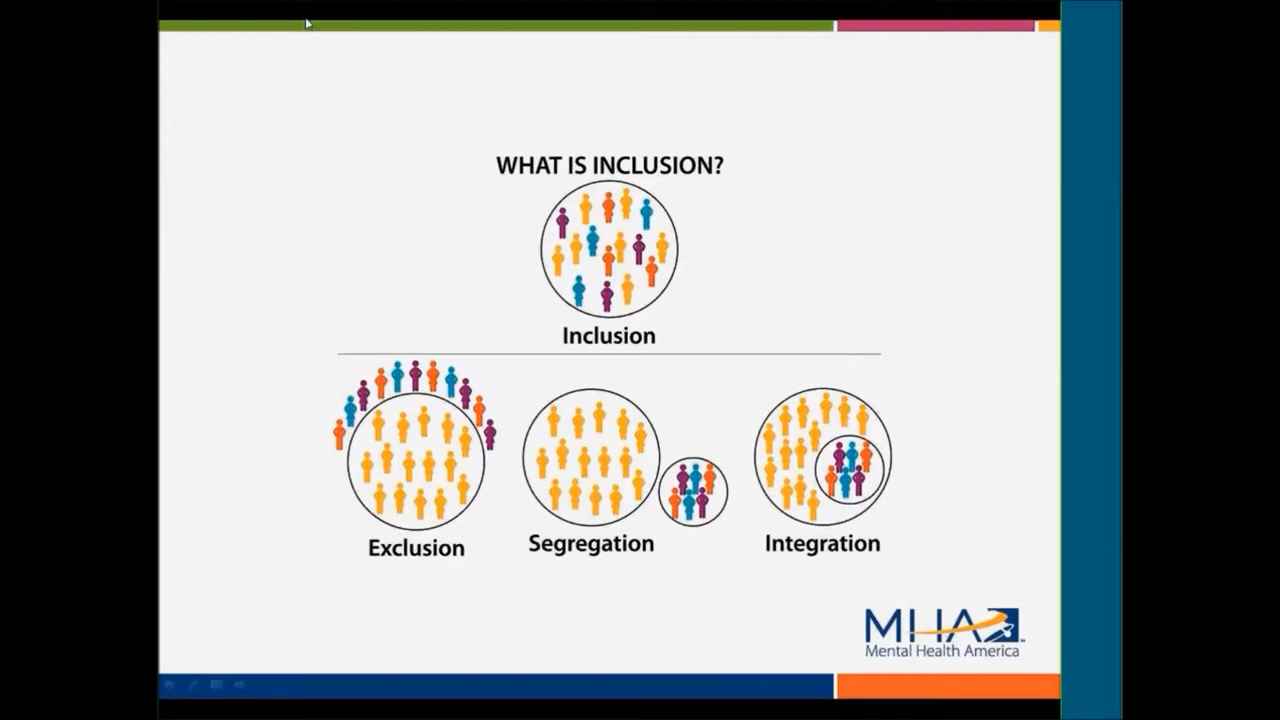 WHAT IS INCLUSION?
Inclusion
Exclusion
Segregation
Integration
MHA
Mental Health America